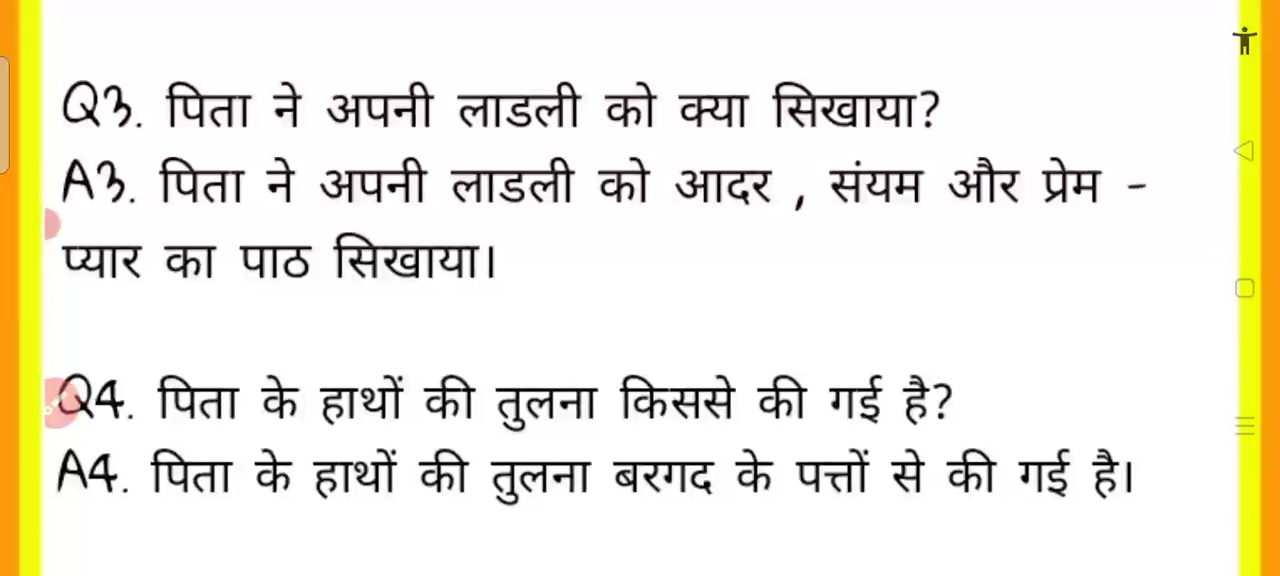 Q3. पिता ने अपनी लाडली को क्या सिखाया?
A3. पिता ने अपनी लाडली को आदर , संयम और प्रेम -
प्यार का पाठ सिखाया।
Q4. पिता के हाथों की तुलना किससे की गई है?
A4. पिता के हाथों की तुलना बरगद के पत्तों से की गई है।